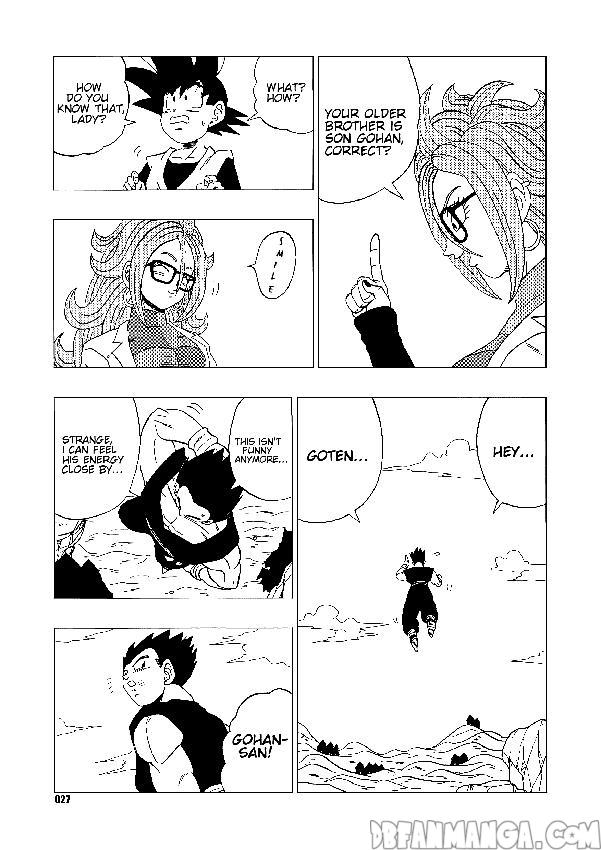 YOUR OLDER
BROTHER IS
SON GOHAN,
CORRECT?
WHAT?
HOW?
HOW
DO YOU
KNOW THAT,
LADY?
SMILE
HEY...
GOTEN...
THIS ISN'T
FUNNY
ANYMORE...
STRANGE,
I CAN FEEL
HIS ENERGY
CLOSE BY...
GOHAN-
SAN!
027
DBFANMANGA.COM